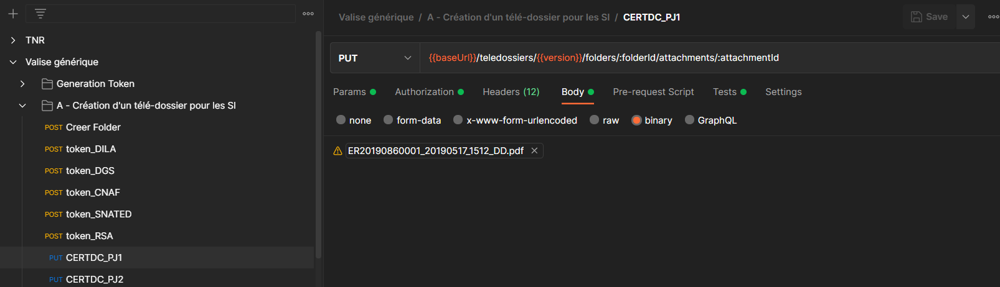 TNR
Valise générique
Generation Token
A - Création d'un télé-dossier pour les SI
POST Creer Folder
POST token_DILA
POST token_DGS
POST token_CNAF
POST token_SNATED
POST token_RSA
PUT CERTDC_PJ1
PUT CERTDC_PJ2
Valise générique / A - Création d'un télé-dossier pour les SI / CERTDC_PJ1
Save
PUT {{baseUrl}}/teledossiers/{{version}}/folders/:folderId/attachments/:attachmentId
Params Authorization Headers (12) Body Pre-request Script Tests Settings
none form-data x-www-form-urlencoded raw binary GraphQL
ER20190860001_20190517_1512_DD.pdf